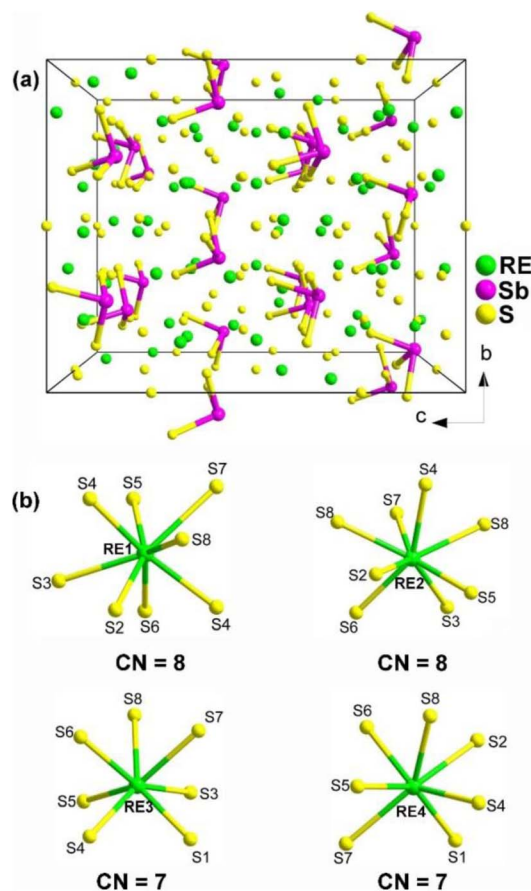 (a)
RE
Sb
S
b
c
(b)
S4 S5 S7
RE1 S8
S3
S2 S6 S4
CN = 8
S4
S8 S7 S8
S2 RE2
S5
S6 S3
CN = 8
S8
S6 S7
S5 RE3 S3
S4 S1
CN = 7
S8
S6 S2
S5 RE4 S4
S7 S1
CN = 7